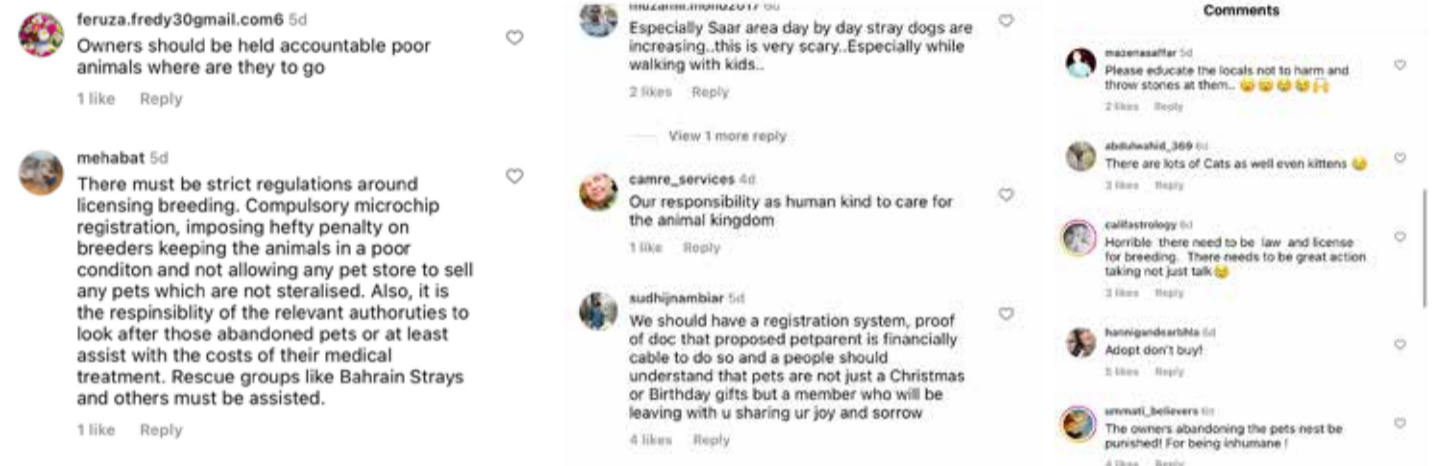 feruza.fredy30gmail.com6 5d
Owners should be held accountable poor
animals where are they to go
1 like Reply
mehabat 5d
There must be strict regulations around
licensing breeding. Compulsory microchip
registration, imposing hefty penalty on
breeders keeping the animals in a poor
conditon and not allowing any pet store to sell
any pets which are not steralised. Also, it is
the respinsiblity of the relevant authoruties to
look after those abandoned pets or at least
assist with the costs of their medical
treatment. Rescue groups like Bahrain Strays
and others must be assisted.
1 like Reply
Especially Saar area day by day stray dogs are
increasing..this is very scary..Especially while
walking with kids..
2 likes Reply
View 1 more reply
camre_services 4d
Our responsibility as human kind to care for
the animal kingdom
1 like Reply
sudhijnambiar 5d
We should have a registration system, proof
of doc that proposed petparent is financially
cable to do so and a people should
understand that pets are not just a Christmas
or Birthday gifts but a member who will be
leaving with u sharing ur joy and sorrow
4 likes Reply
Comments
5d
Please educate the locals not to harm and
throw stones at them.. 😢😢😢😢🙌
2 likes Reply
abdulwahid_369 6d
There are lots of Cats as well even kittens 😢
3 likes Reply
califastrology 6d
Horrible there need to be law and license
for breeding. There needs to be great action
taking not just talk 😢
3 likes Reply
Adopt don't buy!
5 likes Reply
ummati_believers 6d
The owners abandoning the pets nest be
punished! For being inhumane !
4 likes Reply